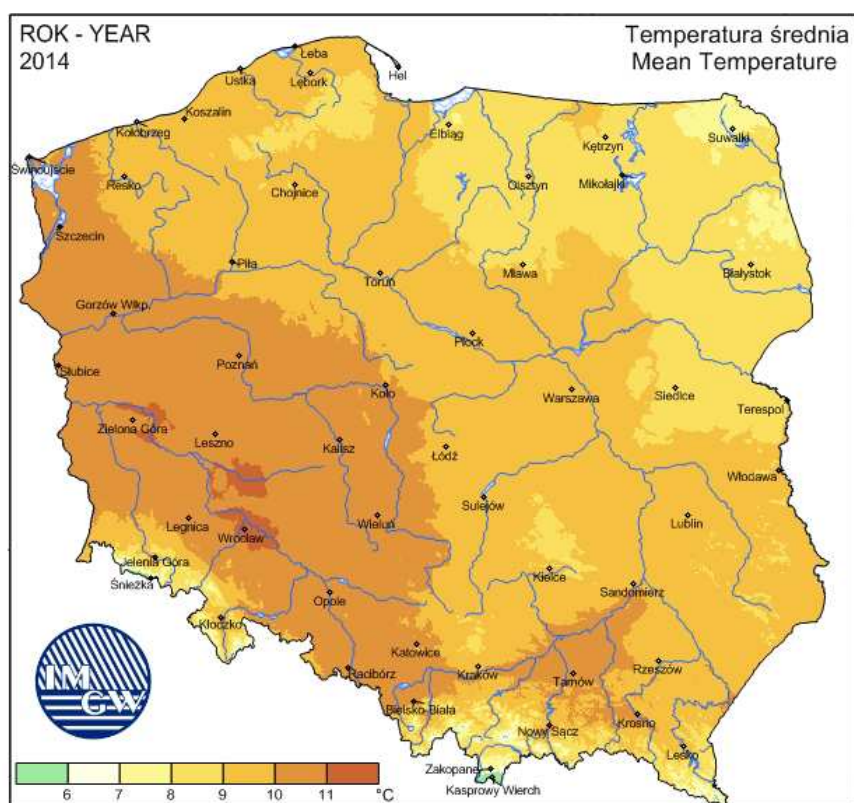 ROK - YEAR
2014
Temperatura średnia
Mean Temperature
Łeba
Hel
Ustka
Lębork
Koszalin
Kołobrzeg
Elbląg
Suwałki
Kętrzyn
Świnoujście
Resko
Chojnice
Olsztyn
Mikołajki
Szczecin
Piła
Toruń
Mława
Białystok
Gorzów Wlkp.
Płock
Słubice
Poznań
Koło
Warszawa
Siedlce
Terespol
Zielona Góra
Leszno
Kalisz
Łódź
Włodawa
Sulejów
Legnica
Wrocław
Wieluń
Lublin
Jelenia Góra
Śnieżka
Kielce
Sandomierz
Opole
Kłodzko
Katowice
Kraków
Tarnów
Rzeszów
Racibórz
Bielsko-Biała
Nowy Sącz
Krosno
Lesko
Zakopane
Kasprowy Wierch
IM
GW
6 7 8 9 10 11 °C